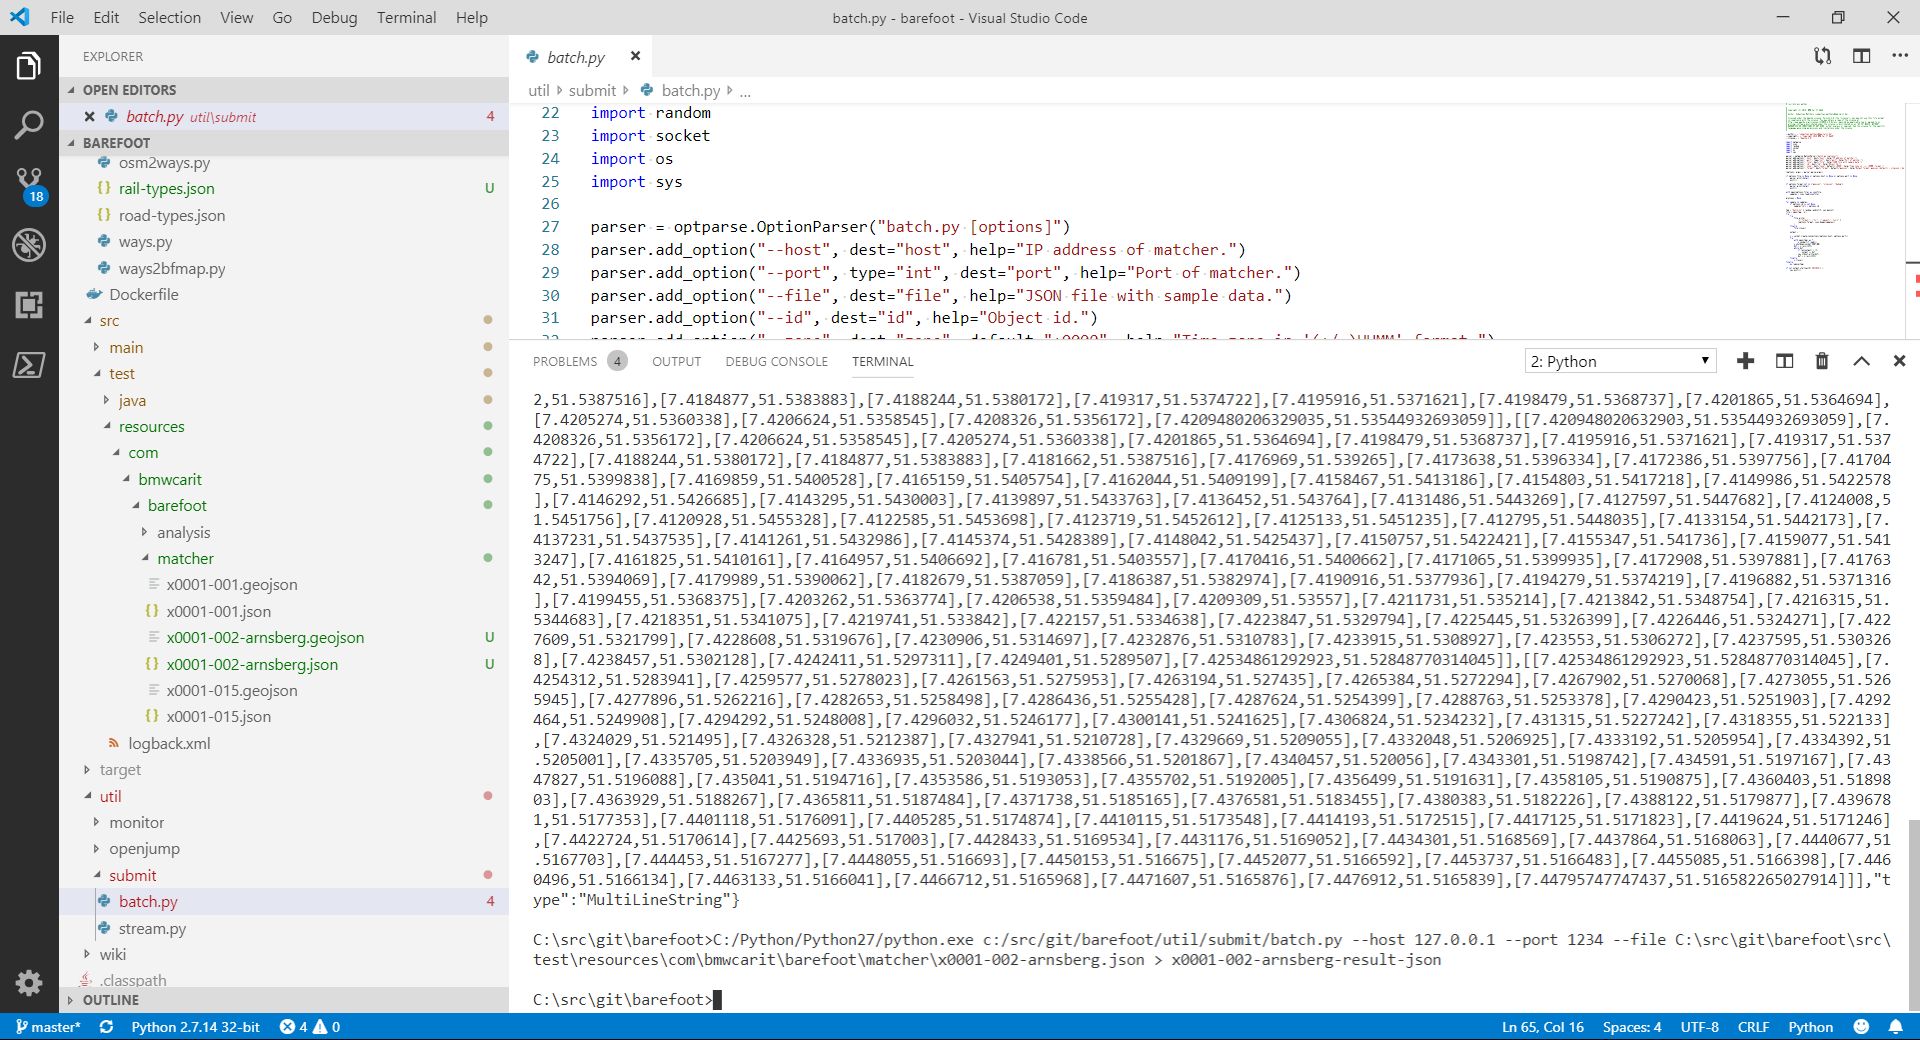 File Edit Selection View Go Debug Terminal Help
batch.py - barefoot - Visual Studio Code
EXPLORER
OPEN EDITORS
batch.py util\submit 4
BAREFOOT
osm2ways.py
rail-types.json U
road-types.json
ways.py
ways2bfmap.py
Dockerfile
src
main
test
java
resources
com
bmwcarit
barefoot
analysis
matcher
x0001-001.geojson
x0001-001.json
x0001-002-arnsberg.geojson U
x0001-002-arnsberg.json U
x0001-015.geojson
x0001-015.json
logback.xml
target
util
monitor
openjump
submit
batch.py 4
stream.py
wiki
.classpath
OUTLINE
18
batch.py
util submit batch.py ...
22 import random
23 import socket
24 import os
25 import sys
26
27 parser = optparse.OptionParser("batch.py [options]")
28 parser.add_option("--host", dest="host", help="IP address of matcher.")
29 parser.add_option("--port", type="int", dest="port", help="Port of matcher.")
30 parser.add_option("--file", dest="file", help="JSON file with sample data.")
31 parser.add_option("--id", dest="id", help="Object id.")
PROBLEMS 4 OUTPUT DEBUG CONSOLE TERMINAL
2: Python
2,51.5387516],[7.4184877,51.5383883],[7.4188244,51.5380172],[7.419317,51.5374722],[7.4195916,51.5371621],[7.4198479,51.5368737],[7.4201865,51.5364694],
[7.4205274,51.5360338],[7.4206624,51.5358545],[7.4208326,51.5356172],[7.4209480206329035,51.53544932693059]],[[7.420948020632903,51.53544932693059],[7.
4208326,51.5356172],[7.4206624,51.5358545],[7.4205274,51.5360338],[7.4201865,51.5364694],[7.4198479,51.5368737],[7.4195916,51.5371621],[7.419317,51.537
4722],[7.4188244,51.5380172],[7.4184877,51.5383883],[7.4181662,51.5387516],[7.4176969,51.539265],[7.4173638,51.5396334],[7.4172386,51.5397756],[7.41704
75,51.5399838],[7.4169859,51.5400528],[7.4165159,51.5405754],[7.4162044,51.5409199],[7.4158467,51.5413186],[7.4154803,51.5417218],[7.4149986,51.5422578
],[7.4146292,51.5426685],[7.4143295,51.5430003],[7.4139897,51.5433763],[7.4136452,51.543764],[7.4131486,51.5443269],[7.4127597,51.5447682],[7.4124008,5
1.5451756],[7.4120928,51.5455328],[7.4122585,51.5453698],[7.4123719,51.5452612],[7.4125133,51.5451235],[7.412795,51.5448035],[7.4133154,51.5442173],[7.
4137231,51.5437535],[7.4141261,51.5432986],[7.4145374,51.5428389],[7.4148042,51.5425437],[7.4150757,51.5422421],[7.4155347,51.541736],[7.4159077,51.541
3247],[7.4161825,51.5410161],[7.4164957,51.5406692],[7.416781,51.5403557],[7.4170416,51.5400662],[7.4171065,51.5399935],[7.4172908,51.5397881],[7.41763
42,51.5394069],[7.4179989,51.5390062],[7.4182679,51.5387059],[7.4186387,51.5382974],[7.4190916,51.5377936],[7.4194279,51.5374219],[7.4196882,51.5371316
],[7.4199455,51.5368375],[7.4203262,51.5363774],[7.4206538,51.5359484],[7.4209309,51.53557],[7.4211731,51.535214],[7.4213842,51.5348754],[7.4216315,51.
5344683],[7.4218351,51.5341075],[7.4219741,51.533842],[7.422157,51.5334638],[7.4223847,51.5329794],[7.4225445,51.5326399],[7.4226446,51.5324271],[7.422
7609,51.5321799],[7.4228608,51.5319676],[7.4230906,51.5314697],[7.4232876,51.5310783],[7.4233915,51.5308927],[7.423553,51.5306272],[7.4237595,51.530326
8],[7.4238457,51.5302128],[7.4242411,51.5297311],[7.4249401,51.5289507],[7.42534861292923,51.52848770314045]],[[7.42534861292923,51.52848770314045],[7.
4254312,51.5283941],[7.4259577,51.5278023],[7.4261563,51.5275953],[7.4263194,51.527435],[7.4265384,51.5272294],[7.4267902,51.5270068],[7.4273055,51.526
5945],[7.4277896,51.5262216],[7.4282653,51.5258498],[7.4286436,51.5255428],[7.4287624,51.5254399],[7.4288763,51.5253378],[7.4290423,51.5251903],[7.4292
464,51.5249908],[7.4294292,51.5248008],[7.4296032,51.5246177],[7.4300141,51.5241625],[7.4306824,51.5234232],[7.431315,51.5227242],[7.4318355,51.522133]
,[7.4324029,51.521495],[7.4326328,51.5212387],[7.4327941,51.5210728],[7.4329669,51.5209055],[7.4332048,51.5206925],[7.4333192,51.5205954],[7.4334392,51
.5205001],[7.4335705,51.5203949],[7.4336935,51.5203044],[7.4338566,51.5201867],[7.4340457,51.520056],[7.4343301,51.5198742],[7.434591,51.5197167],[7.43
47827,51.5196088],[7.435041,51.5194716],[7.4353586,51.5193053],[7.4355702,51.5192005],[7.4356499,51.5191631],[7.4358105,51.5190875],[7.4360403,51.51898
03],[7.4363929,51.5188267],[7.4365811,51.5187484],[7.4371738,51.5185165],[7.4376581,51.5183455],[7.4380383,51.5182226],[7.4388122,51.5179877],[7.439678
1,51.5177353],[7.4401118,51.5176091],[7.4405285,51.5174874],[7.4410115,51.5173548],[7.4414193,51.5172515],[7.4417125,51.5171823],[7.4419624,51.5171246]
,[7.4422724,51.5170614],[7.4425693,51.517003],[7.4428433,51.5169534],[7.4431176,51.5169052],[7.4434301,51.5168569],[7.4437864,51.5168063],[7.4440677,51
.5167703],[7.444453,51.5167277],[7.4448055,51.516693],[7.4450153,51.516675],[7.4452077,51.5166592],[7.4453737,51.5166483],[7.4455085,51.5166398],[7.446
0496,51.5166134],[7.4463133,51.5166041],[7.4466712,51.5165968],[7.4471607,51.5165876],[7.4476912,51.5165839],[7.44795747747437,51.516582265027914]]],"t
ype":"MultiLineString"}
C:\src\git\barefoot>C:/Python/Python27/python.exe c:/src/git/barefoot/util/submit/batch.py --host 127.0.0.1 --port 1234 --file C:\src\git\barefoot\src\
test\resources\com\bmwcarit\barefoot\matcher\x0001-002-arnsberg.json > x0001-002-arnsberg-result-json
C:\src\git\barefoot>
master* Python 2.7.14 32-bit 4 0 Ln 65, Col 16 Spaces: 4 UTF-8 CRLF Python